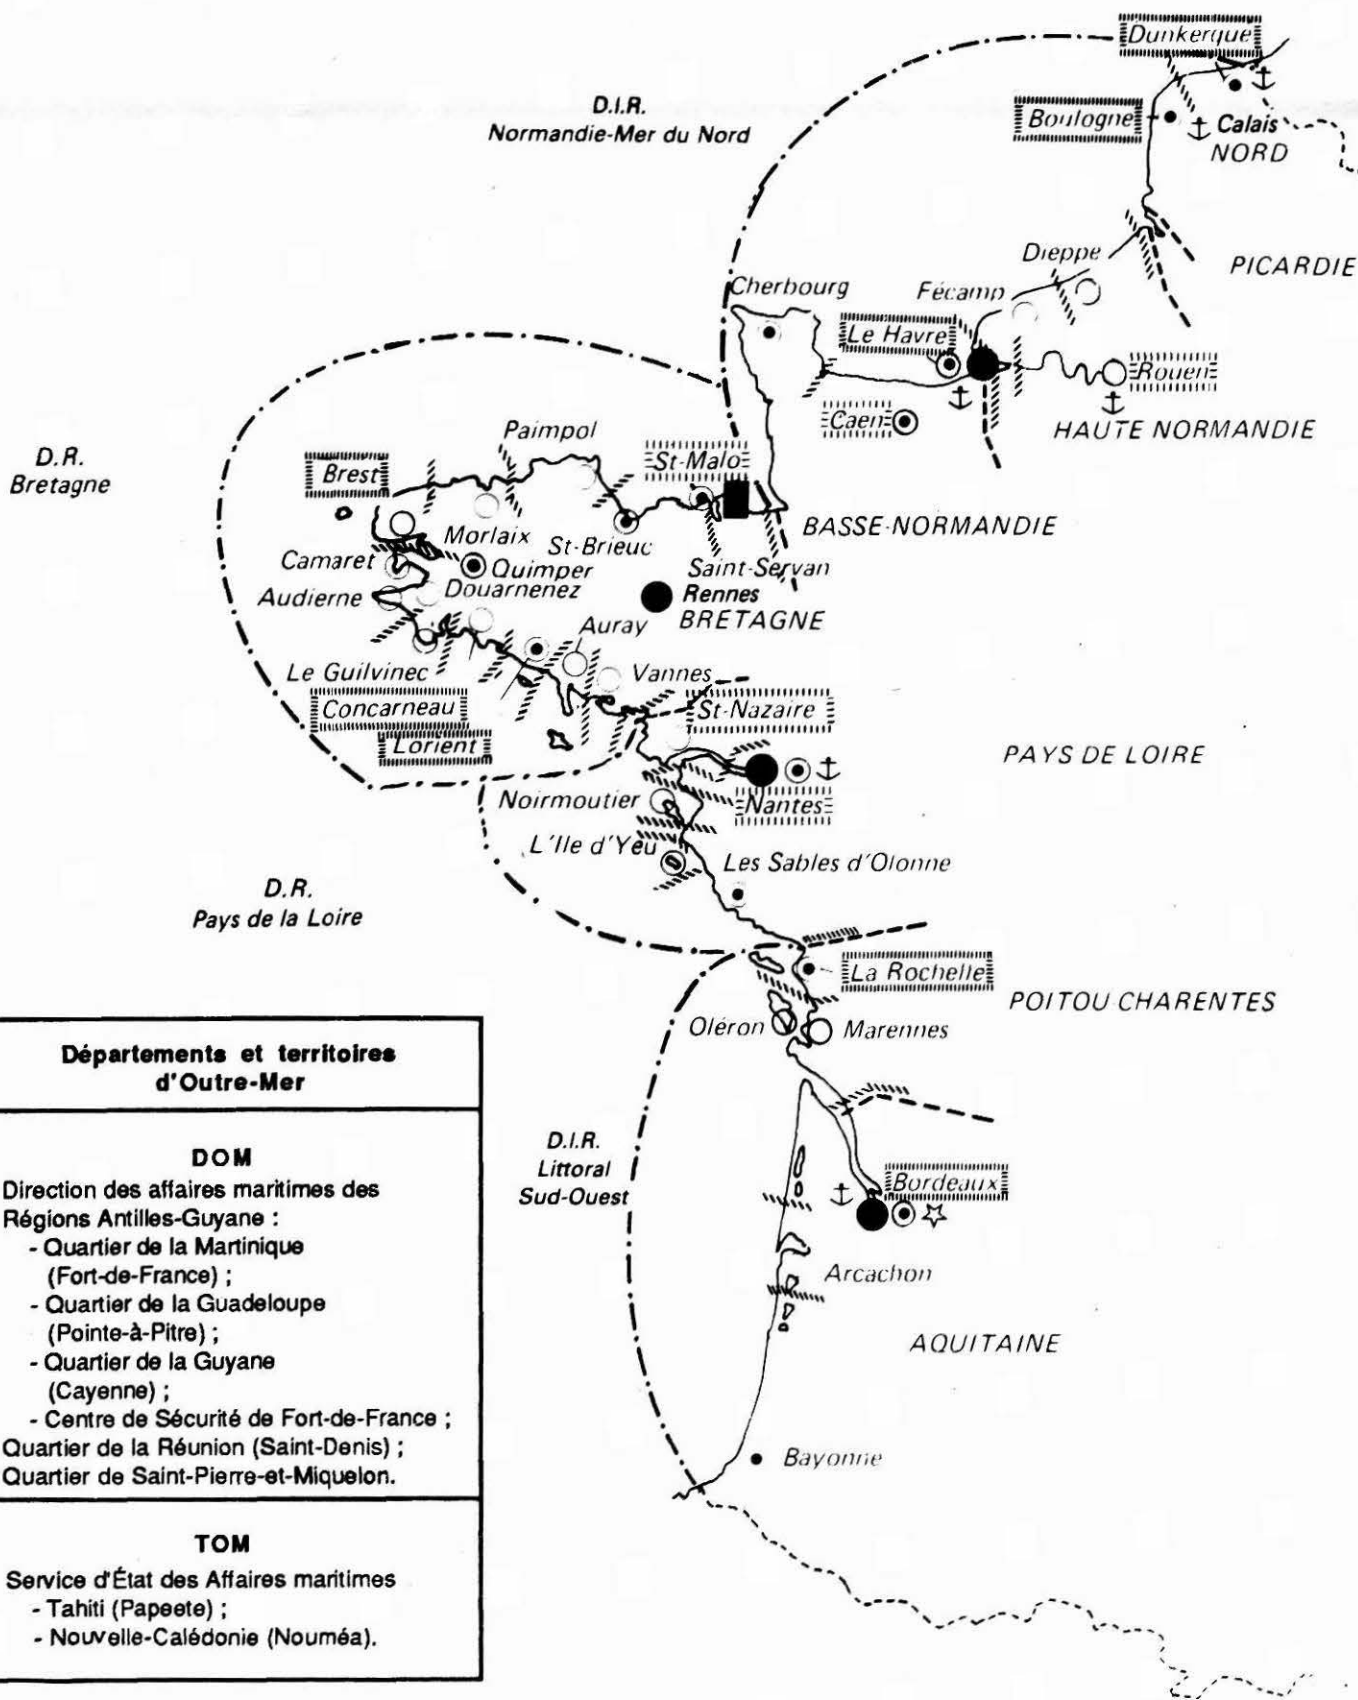 Dunkerque
D.I.R.
Normandie-Mer du Nord
Boulogne
Calais
NORD
Dieppe
PICARDIE
Cherbourg
Fécamp
Le Havre
Rouen
Caen
HAUTE NORMANDIE
D.R.
Bretagne
Paimpol
Brest
St-Malo
BASSE-NORMANDIE
Morlaix
St-Brieuc
Camaret
Quimper
Saint-Servan
Audierne
Douarnenez
Rennes
Auray
BRETAGNE
Le Guilvinec
Vannes
Concarneau
St-Nazaire
Lorient
PAYS DE LOIRE
Noirmoutier
Nantes
L'Ile d'Yeu
Les Sables d'Olonne
D.R.
Pays de la Loire
La Rochelle
POITOU-CHARENTES
Oléron
Marennes
D.I.R.
Littoral
Sud-Ouest
Bordeaux
Arcachon
AQUITAINE
Bayonne
Départements et territoires
d'Outre-Mer
DOM
Direction des affaires maritimes des
Régions Antilles-Guyane :
- Quartier de la Martinique
(Fort-de-France) ;
- Quartier de la Guadeloupe
(Pointe-à-Pitre) ;
- Quartier de la Guyane
(Cayenne) ;
- Centre de Sécurité de Fort-de-France ;
Quartier de la Réunion (Saint-Denis) ;
Quartier de Saint-Pierre-et-Miquelon.
TOM
Service d'État des Affaires maritimes
- Tahiti (Papeete) ;
- Nouvelle-Calédonie (Nouméa).